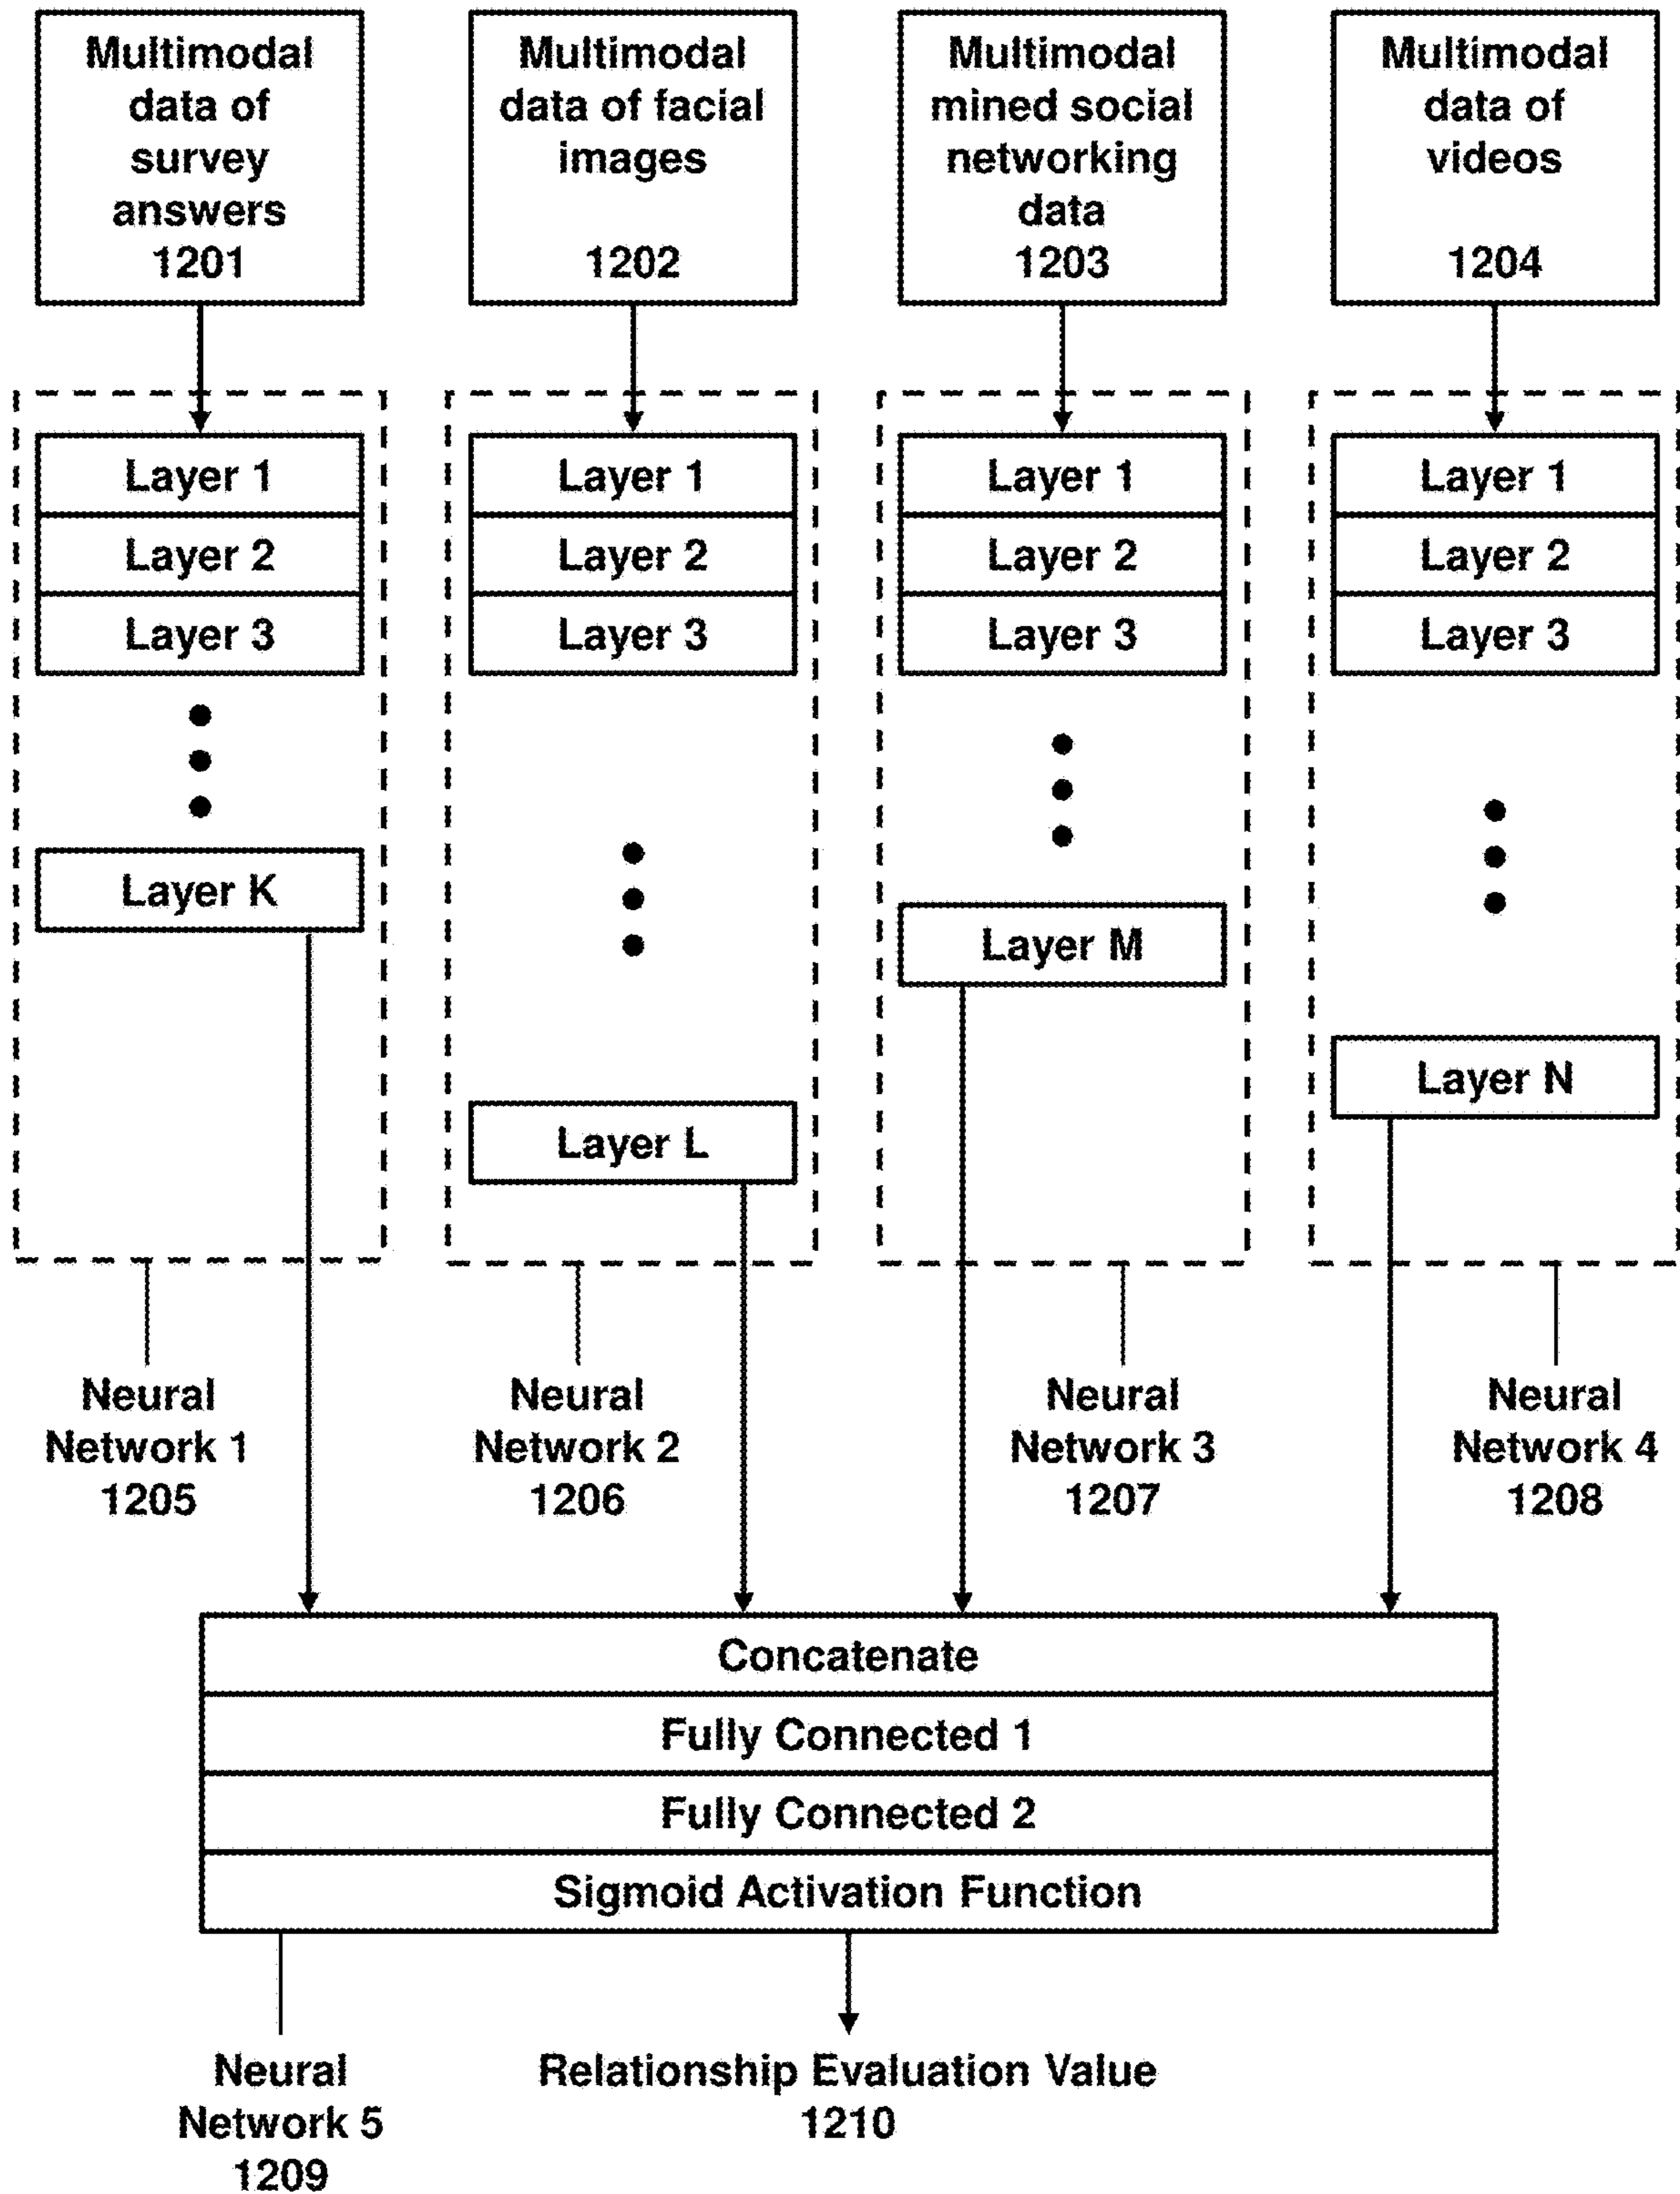 Multimodal
data of
survey
answers
1201
Multimodal
data of facial
images
1202
Multimodal
mined social
networking
data
1203
Multimodal
data of
videos
1204
Layer 1
Layer 2
Layer 3
Layer K
Layer 1
Layer 2
Layer 3
Layer L
Layer 1
Layer 2
Layer 3
Layer M
Layer 1
Layer 2
Layer 3
Layer N
Neural
Network 1
1205
Neural
Network 2
1206
Neural
Network 3
1207
Neural
Network 4
1208
Concatenate
Fully Connected 1
Fully Connected 2
Sigmoid Activation Function
Neural
Network 5
1209
Relationship Evaluation Value
1210